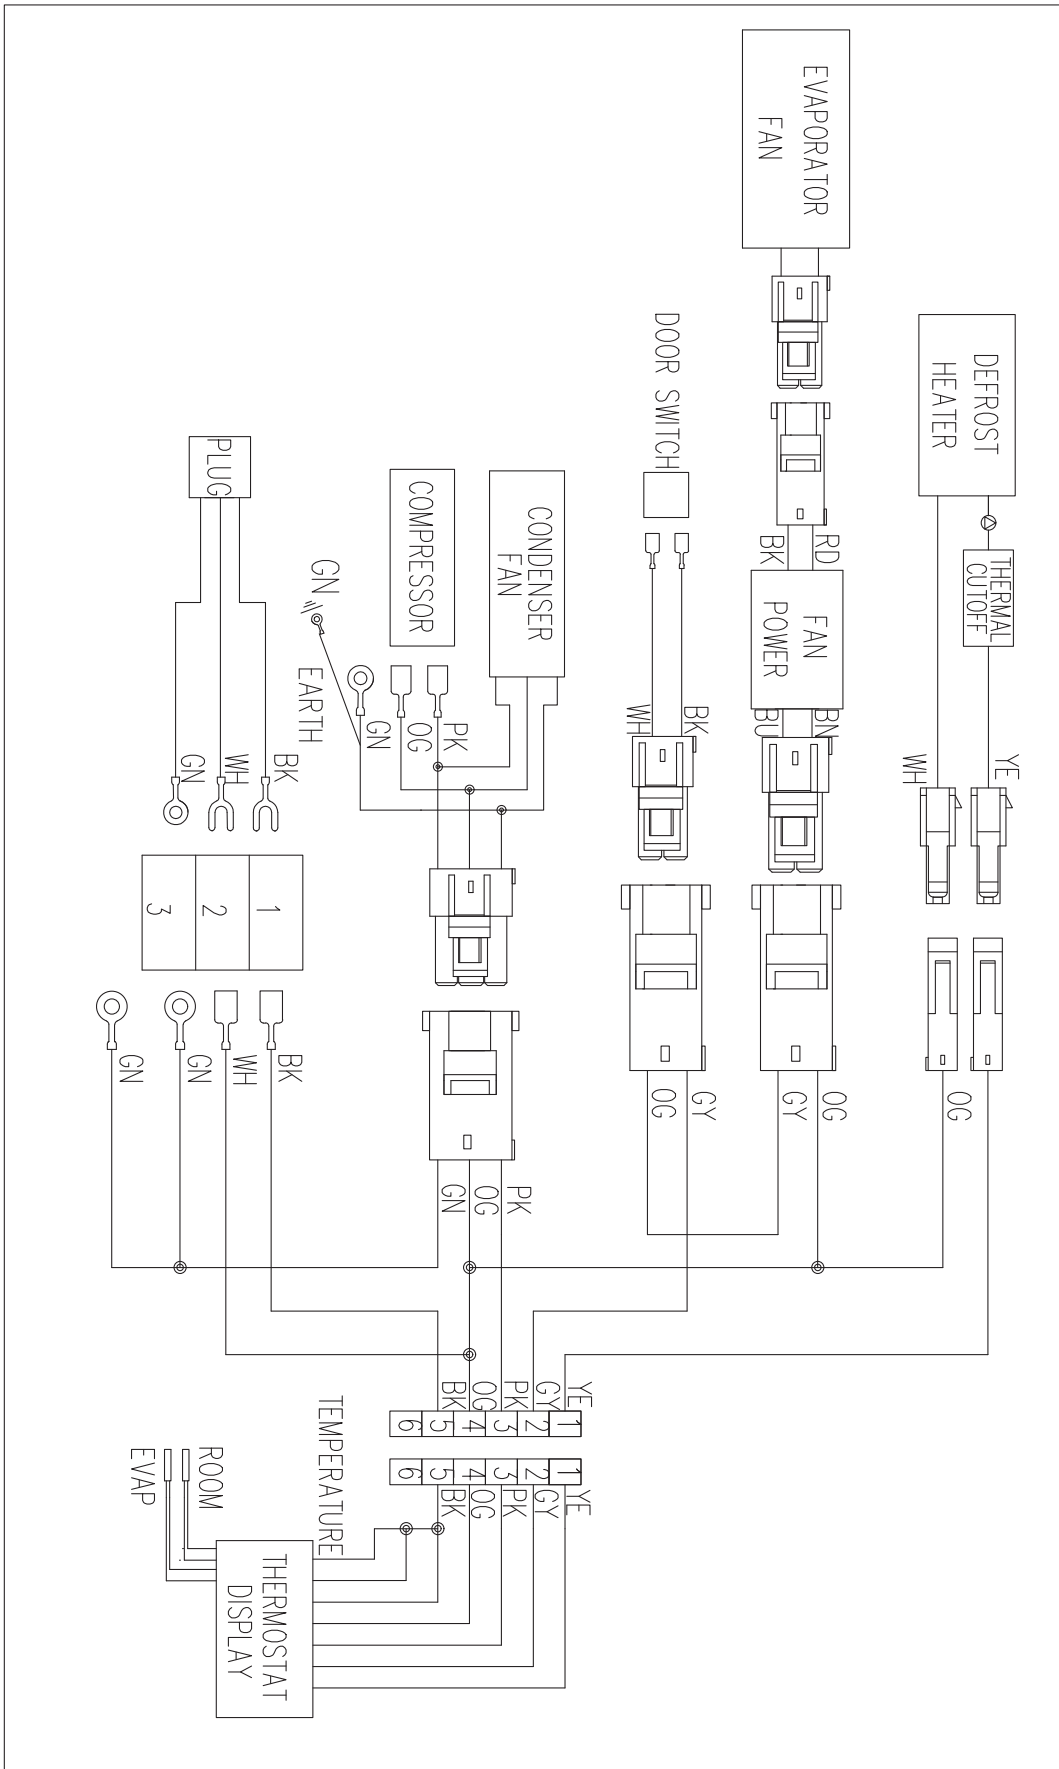 EVAPORATOR
FAN
DEFROST
HEATER
DOOR SWITCH
PLUG
COMPRESSOR
CONDENSER
FAN
RD
BK
THERMAL
CUTOFF
FAN
POWER
GN
EARTH
GN
OG
PK
WH
BK
BU
BN
WH
YE
GN
WH
BK
1
2
3
GN
GN
WH
BK
GN
OG
PK
OG
GY
GY
OG
OG
YE
GY
PK
OG
BK
1
2
3
4
5
6
1
2
3
4
5
6
YE
GY
PK
OG
BK
TEMPERATURE
ROOM
EVAP
THERMOSTAT
DISPLAY